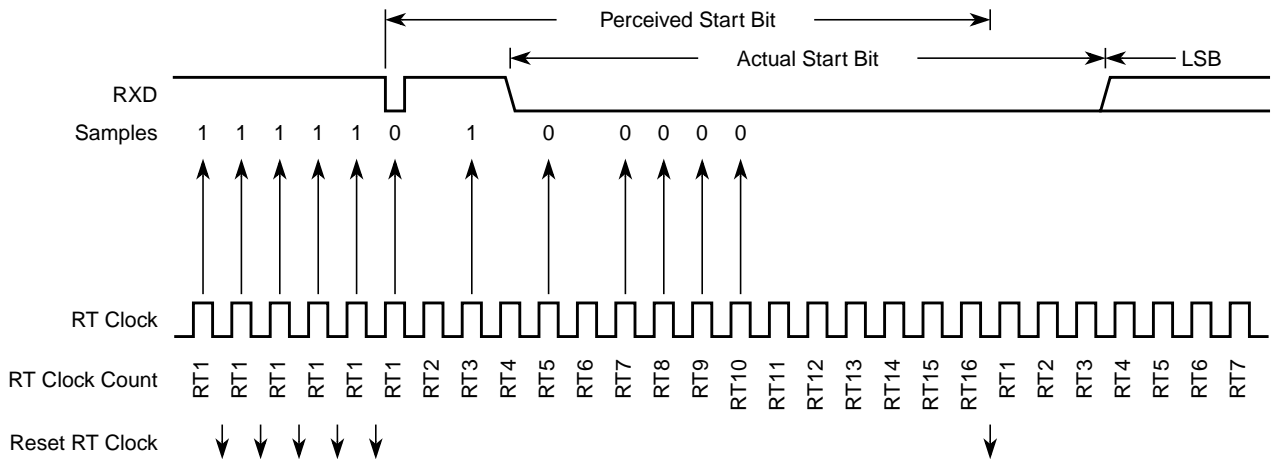 Perceived Start Bit
Actual Start Bit LSB
RXD
Samples 1 1 1 1 1 0 1 0 0 0 0 0
RT Clock
RT Clock Count RT1 RT1 RT1 RT1 RT1 RT1 RT2 RT3 RT4 RT5 RT6 RT7 RT8 RT9 RT10 RT11 RT12 RT13 RT14 RT15 RT16 RT1 RT2 RT3 RT4 RT5 RT6 RT7
Reset RT Clock